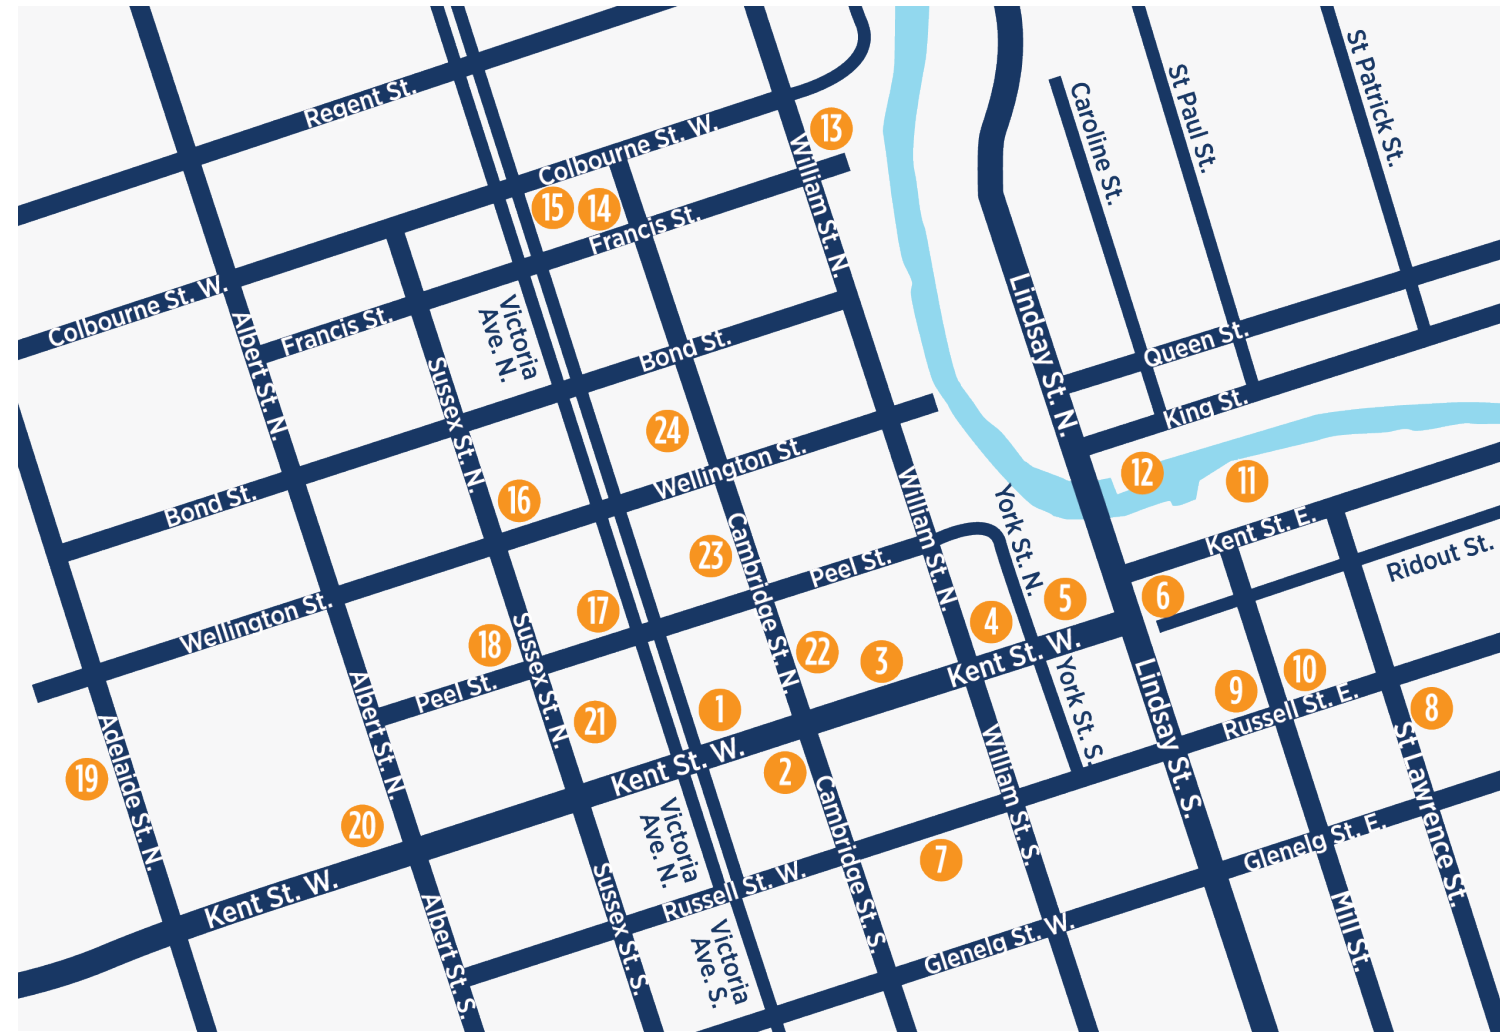 St Patrick St.
St Paul St.
Caroline St.
Regent St.
Colbourne St. W.
13
William St. N.
15
14
Francis St.
Colbourne St. W.
Francis St.
Albert St. N.
Victoria
Ave. N.
Lindsay St. N.
Queen St.
Bond St.
Sussex St. N.
King St.
24
Wellington St.
12
11
16
Bond St.
William St. N.
York St. N.
Kent St. E.
Cambridge St. N.
23
Peel St.
Ridout St.
5
6
17
4
Wellington St.
18
Sussex St. N.
22
3
Kent St. W.
10
9
Peel St.
Albert St. N.
York St. S.
Lindsay St. S.
Russell St. E.
8
1
21
Kent St. W.
2
19
Adelaide St. N.
William St. S.
St Lawrence St.
20
Victoria
Ave. N.
Cambridge St. S.
7
Glenelg St. E.
Kent St. W.
Russell St. W.
Sussex St. S.
Albert St. S.
Mill St.
Victoria
Ave. S.
Glenelg St. W.